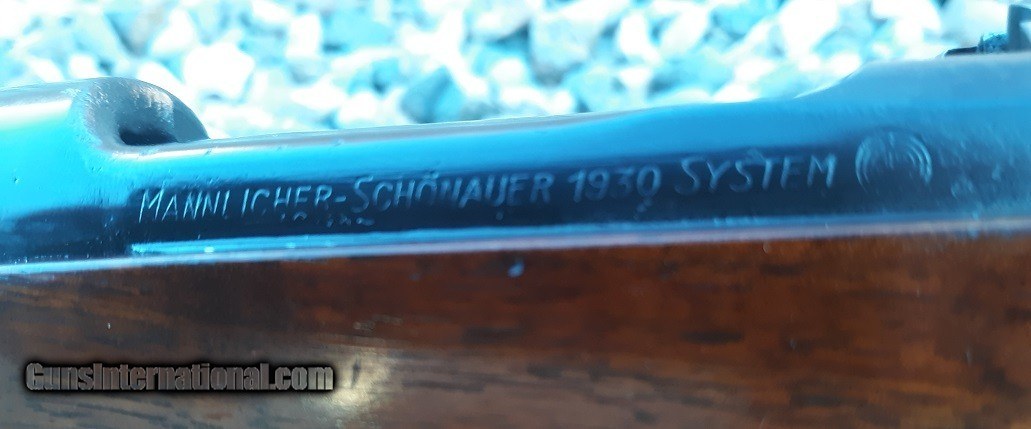 MANNLICHER-SCHÖNAUER 1930 SYSTEM
GunsInternational.com